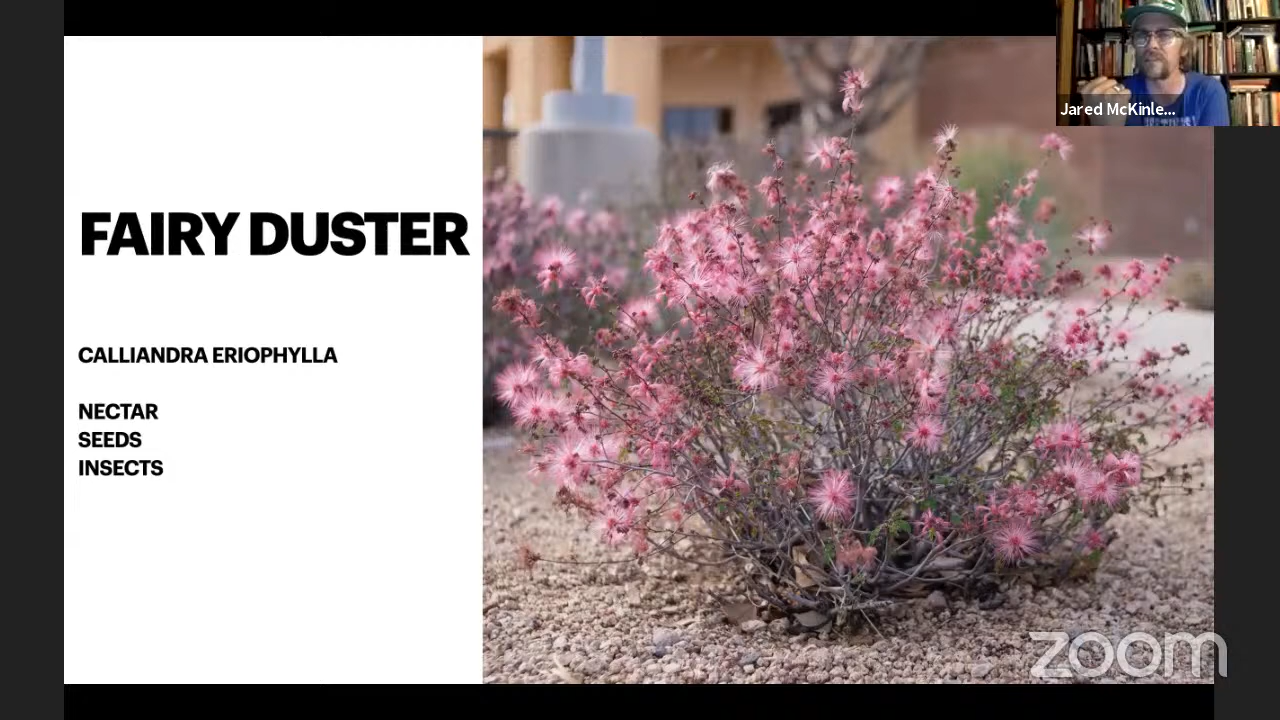 FAIRY DUSTER
CALLIANDRA ERIOPHYLLA
NECTAR
SEEDS
INSECTS
Jared McKinle...
zoom